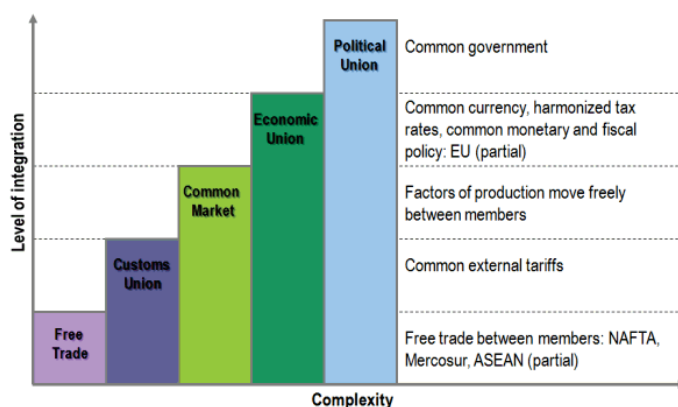 Political
Union
Common government
Economic
Union
Common currency, harmonized tax
rates, common monetary and fiscal
policy: EU (partial)
Common
Market
Factors of production move freely
between members
Customs
Union
Common external tariffs
Free
Trade
Free trade between members: NAFTA,
Mercosur, ASEAN (partial)
Level of integration
Complexity